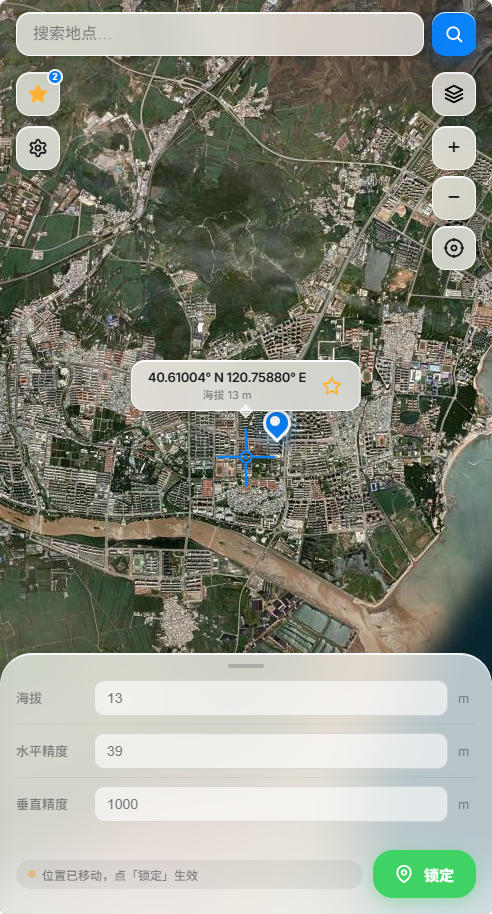 搜索地点...
2
40.61004° N 120.75880° E
海拔 13 m
海拔 13 m
水平精度 39 m
垂直精度 1000 m
位置已移动，点「锁定」生效
锁定